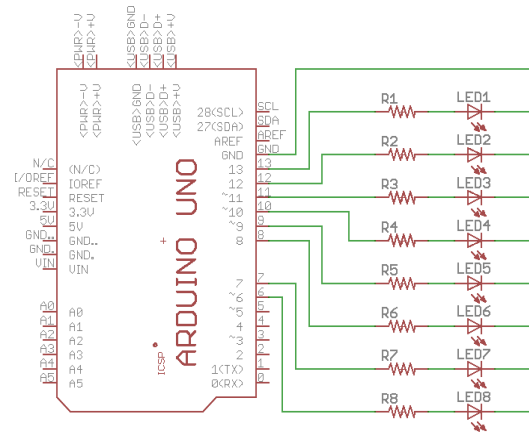 <PWR>-V
<PWR>+V
<USB>GND
<USB>D-
<USB>D+
<USB>+V
<PWR>-V
<PWR>+V
<USB>GND
<USB>D-
<USB>D+
<USB>+V
28(SCL) SCL
27(SDA) SDA
AREF AREF
GND GND
13 13
12 12
~11 11
~10 10
~9 9
8 8
7 7
~6 6
~5 5
4 4
~3 3
2 2
1(TX) 1
0(RX) 0
N/C (N/C)
I/OREF IOREF
RESET RESET
3.3V 3.3V
5V 5V
GND.. GND..
GND. GND.
VIN VIN
A0 A0
A1 A1
A2 A2
A3 A3
A4 A4
A5 A5
ARDUINO UNO
ICSP
R1 LED1
R2 LED2
R3 LED3
R4 LED4
R5 LED5
R6 LED6
R7 LED7
R8 LED8